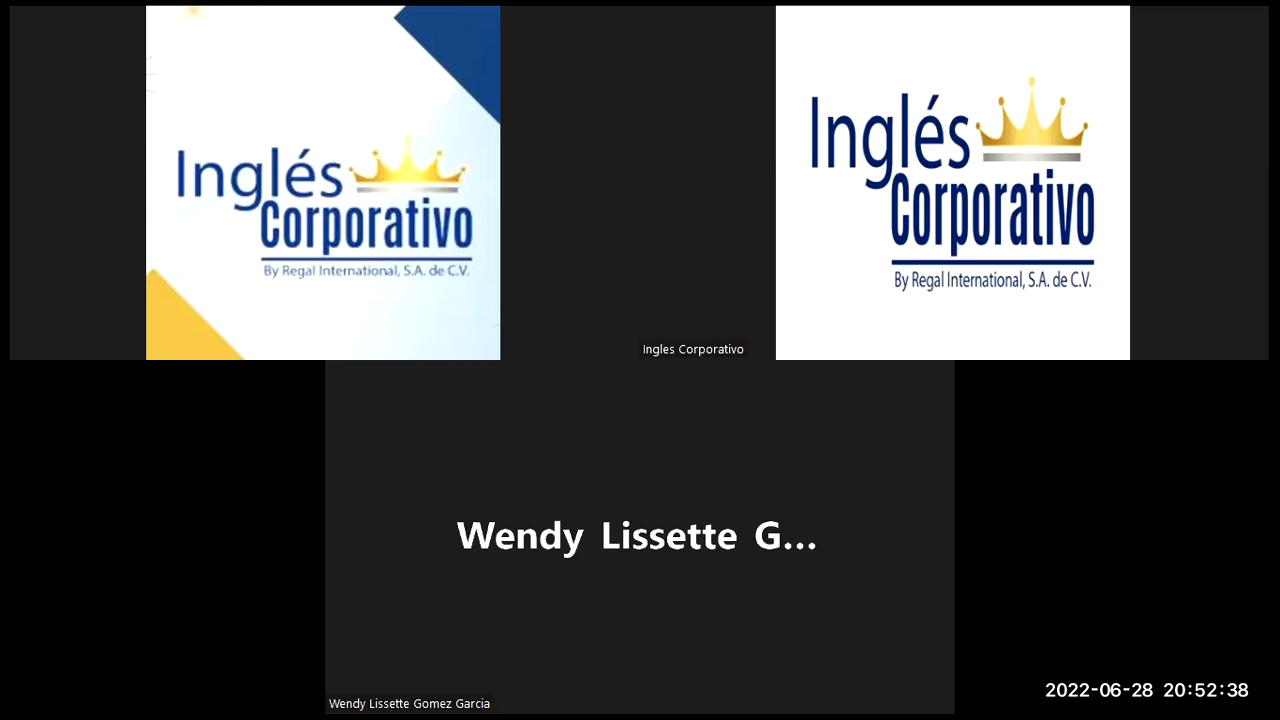 Inglés
Corporativo
By Regal International, S.A. de C.V.
Inglés
Corporativo
By Regal International, S.A. de C.V.
Ingles Corporativo
Wendy Lissette G...
Wendy Lissette Gomez Garcia
2022-06-28 20:52:38